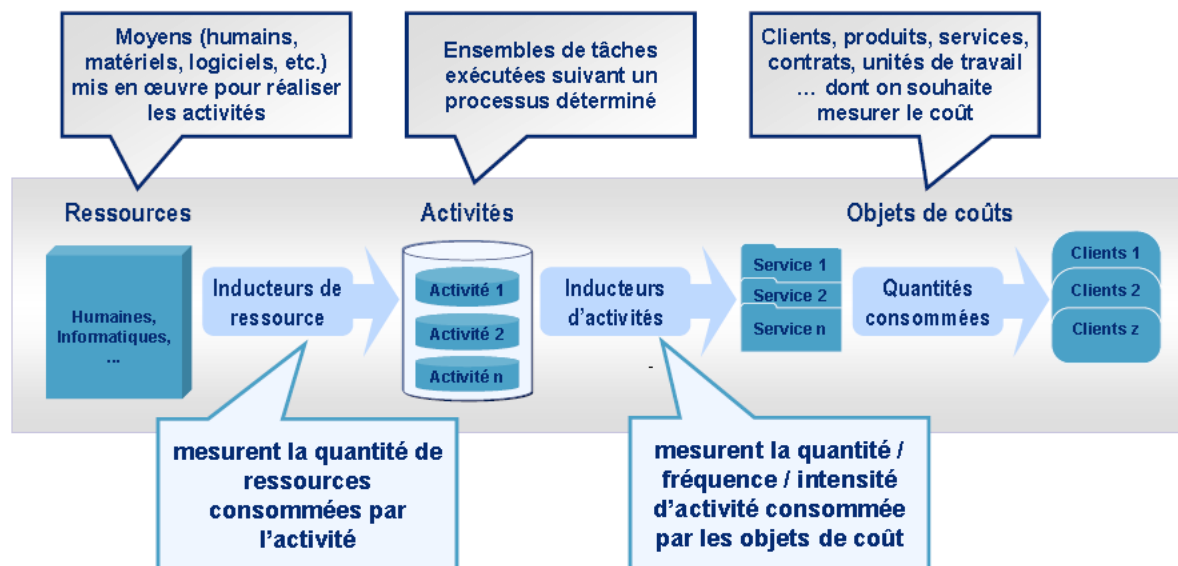 Moyens (humains,
matériels, logiciels, etc.)
mis en œuvre pour réaliser
les activités
Ensembles de tâches
exécutées suivant un
processus déterminé
Clients, produits, services,
contrats, unités de travail
… dont on souhaite
mesurer le coût
Ressources
Activités
Objets de coûts
Humaines,
Informatiques,
...
Inducteurs de
ressource
Activité 1
Activité 2
Activité n
Inducteurs
d'activités
Service 1
Service 2
Service n
Quantités
consommées
Clients 1
Clients 2
Clients z
-
mesurent la quantité de
ressources
consommées par
l'activité
mesurent la quantité /
fréquence / intensité
d'activité consommée
par les objets de coût